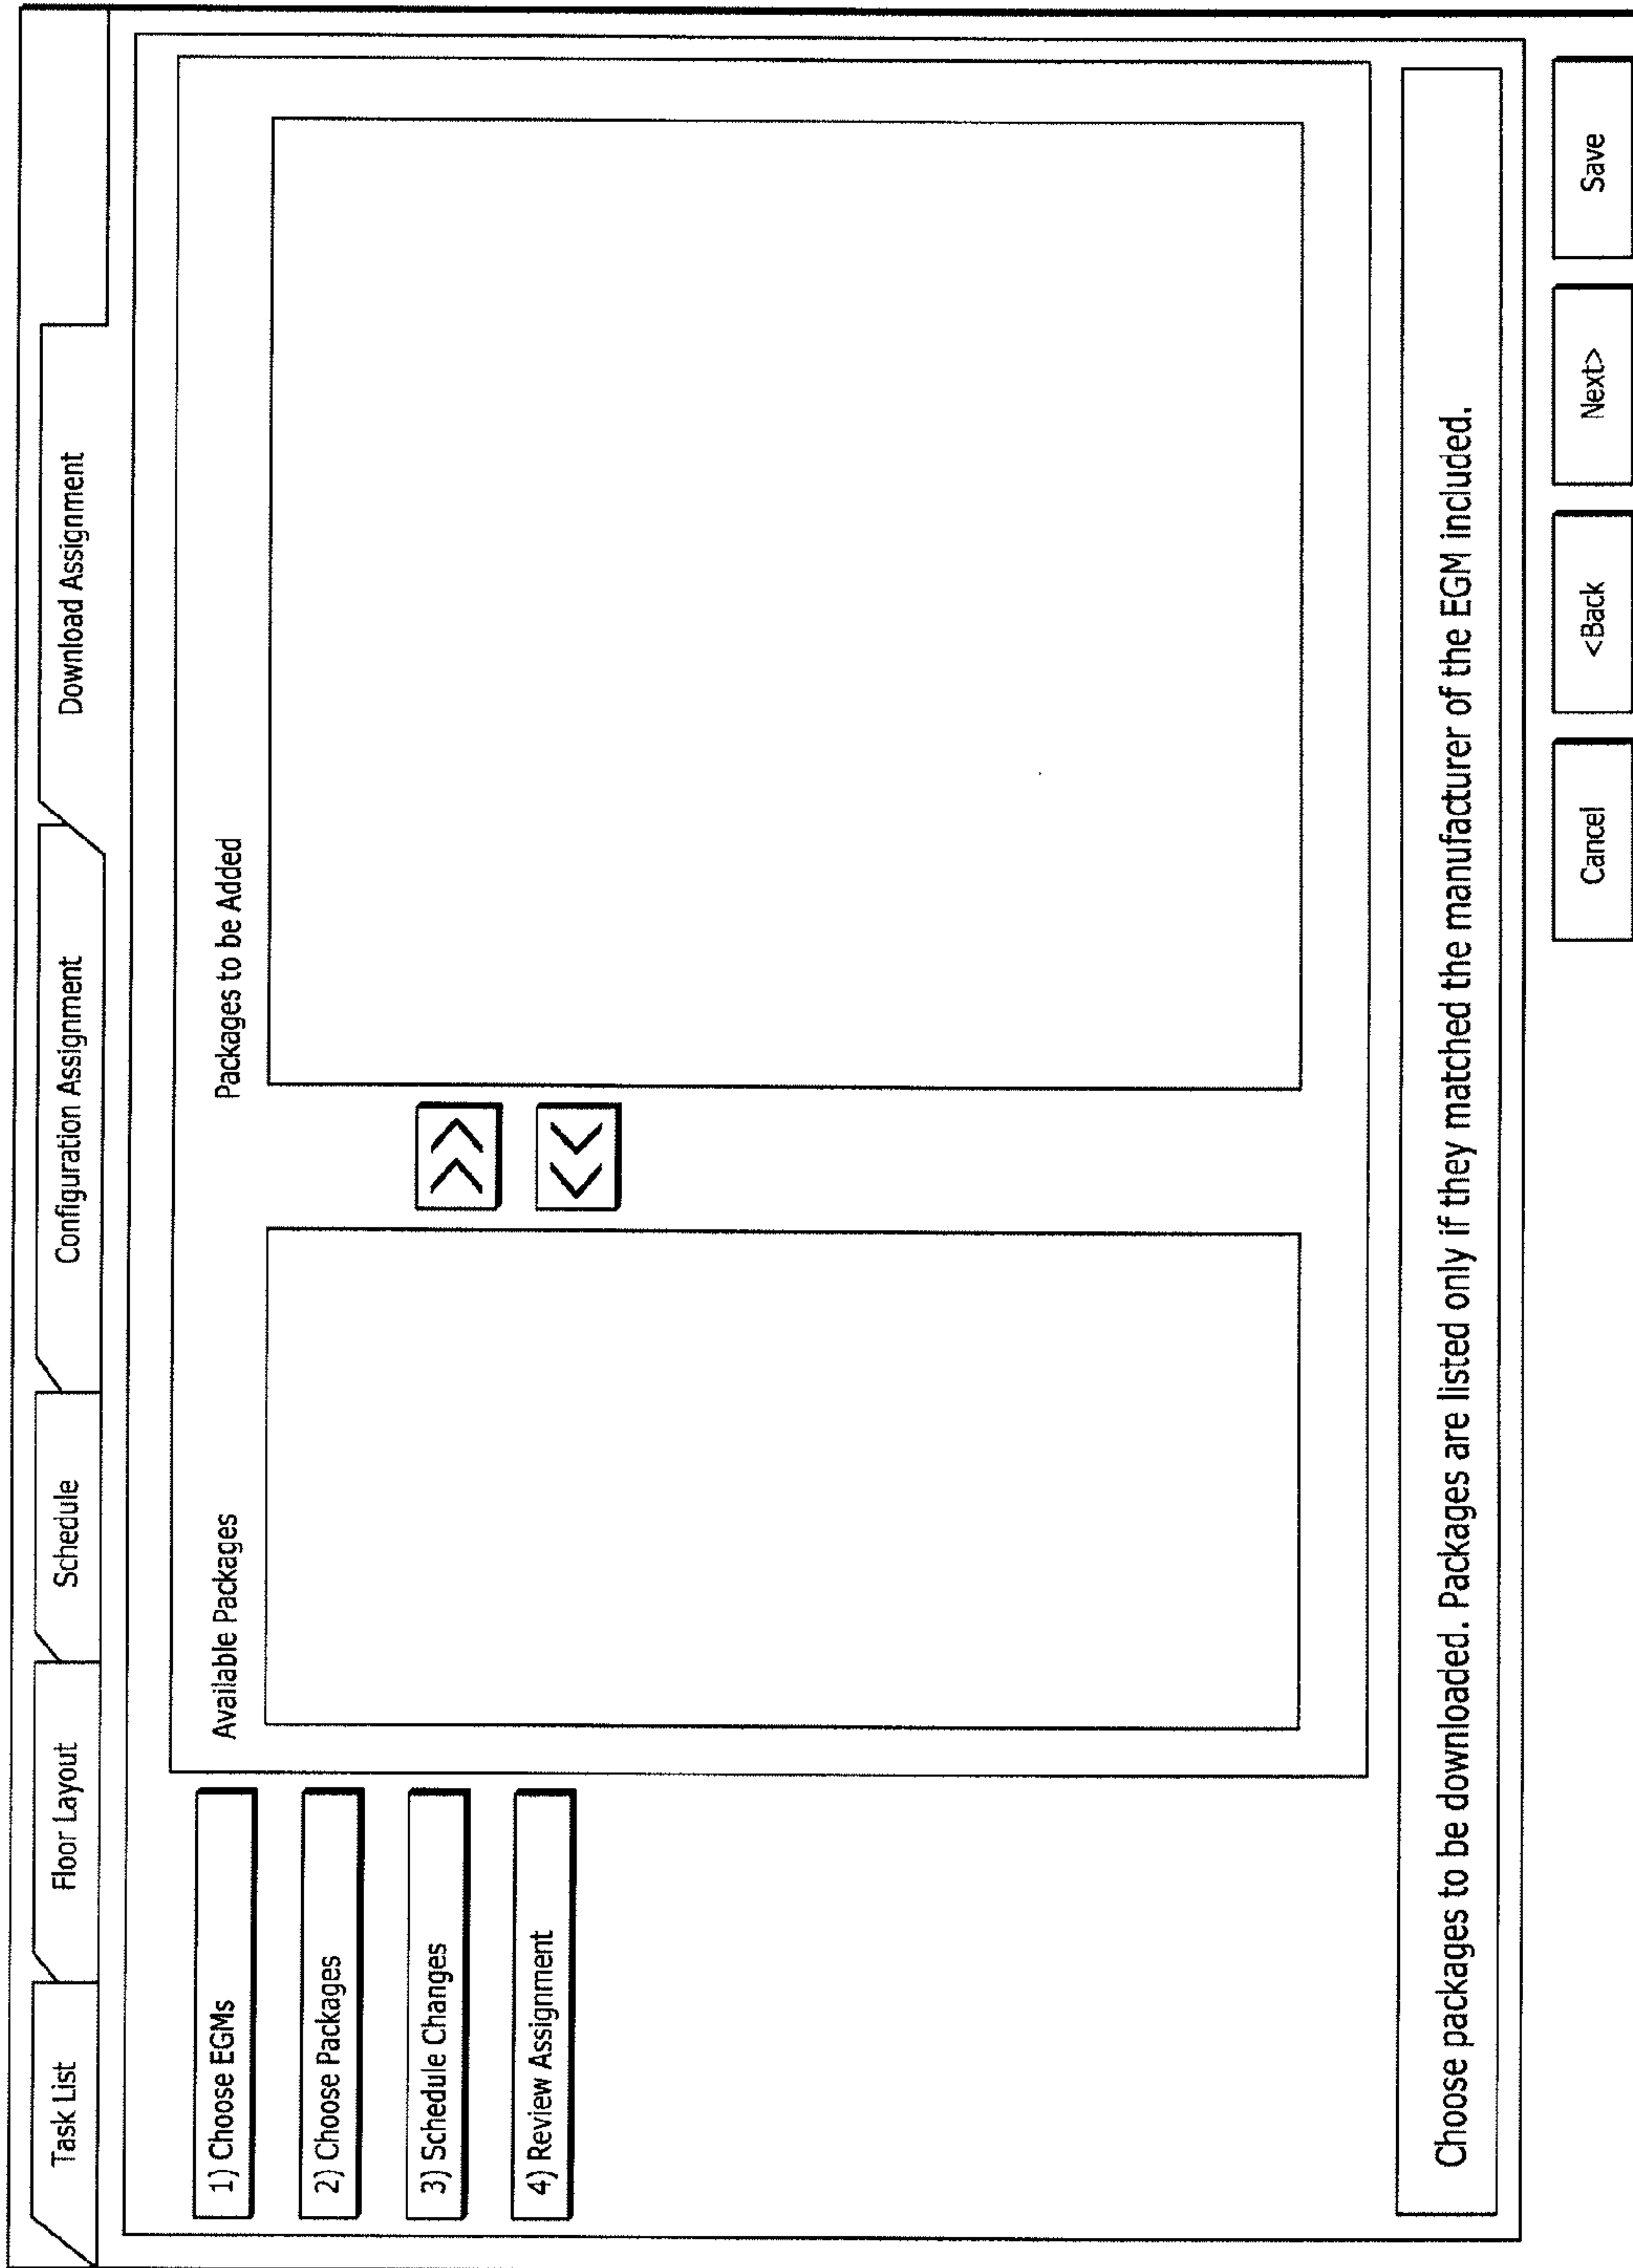 Task List
Floor Layout
Schedule
Configuration Assignment
Download Assignment
1) Choose EGMs
2) Choose Packages
3) Schedule Changes
4) Review Assignment
Available Packages
>>
<<
Packages to be Added
Choose packages to be downloaded. Packages are listed only if they matched the manufacturer of the EGM included.
Cancel
<Back
Next>
Save